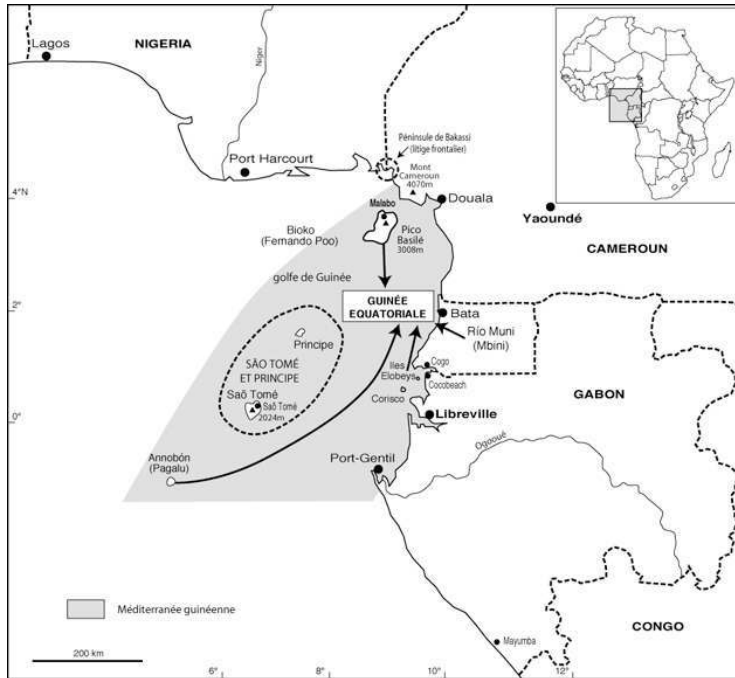 Lagos
NIGERIA
Niger
Port Harcourt
Péninsule de Bakassi
(litige frontalier)
Mont
Cameroun
4070m
4°N
Douala
Malabo
Yaoundé
Bioko
(Fernando Poo)
Pico
Basilé
3008m
CAMEROUN
golfe de Guinée
2°
GUINÉE
EQUATORIALE
Bata
Principe
Río Muni
(Mbini)
SÃO TOMÉ
ET PRINCIPE
Iles
Elobeys
Cogo
Cocobeach
Corisco
GABON
Saõ Tomé
Saõ Tomé
2024m
0°
Libreville
Ogooué
Annobón
(Pagalu)
Port-Gentil
Méditerranée guinéenne
CONGO
Mayumba
200 km
6°
8°
10°
12°